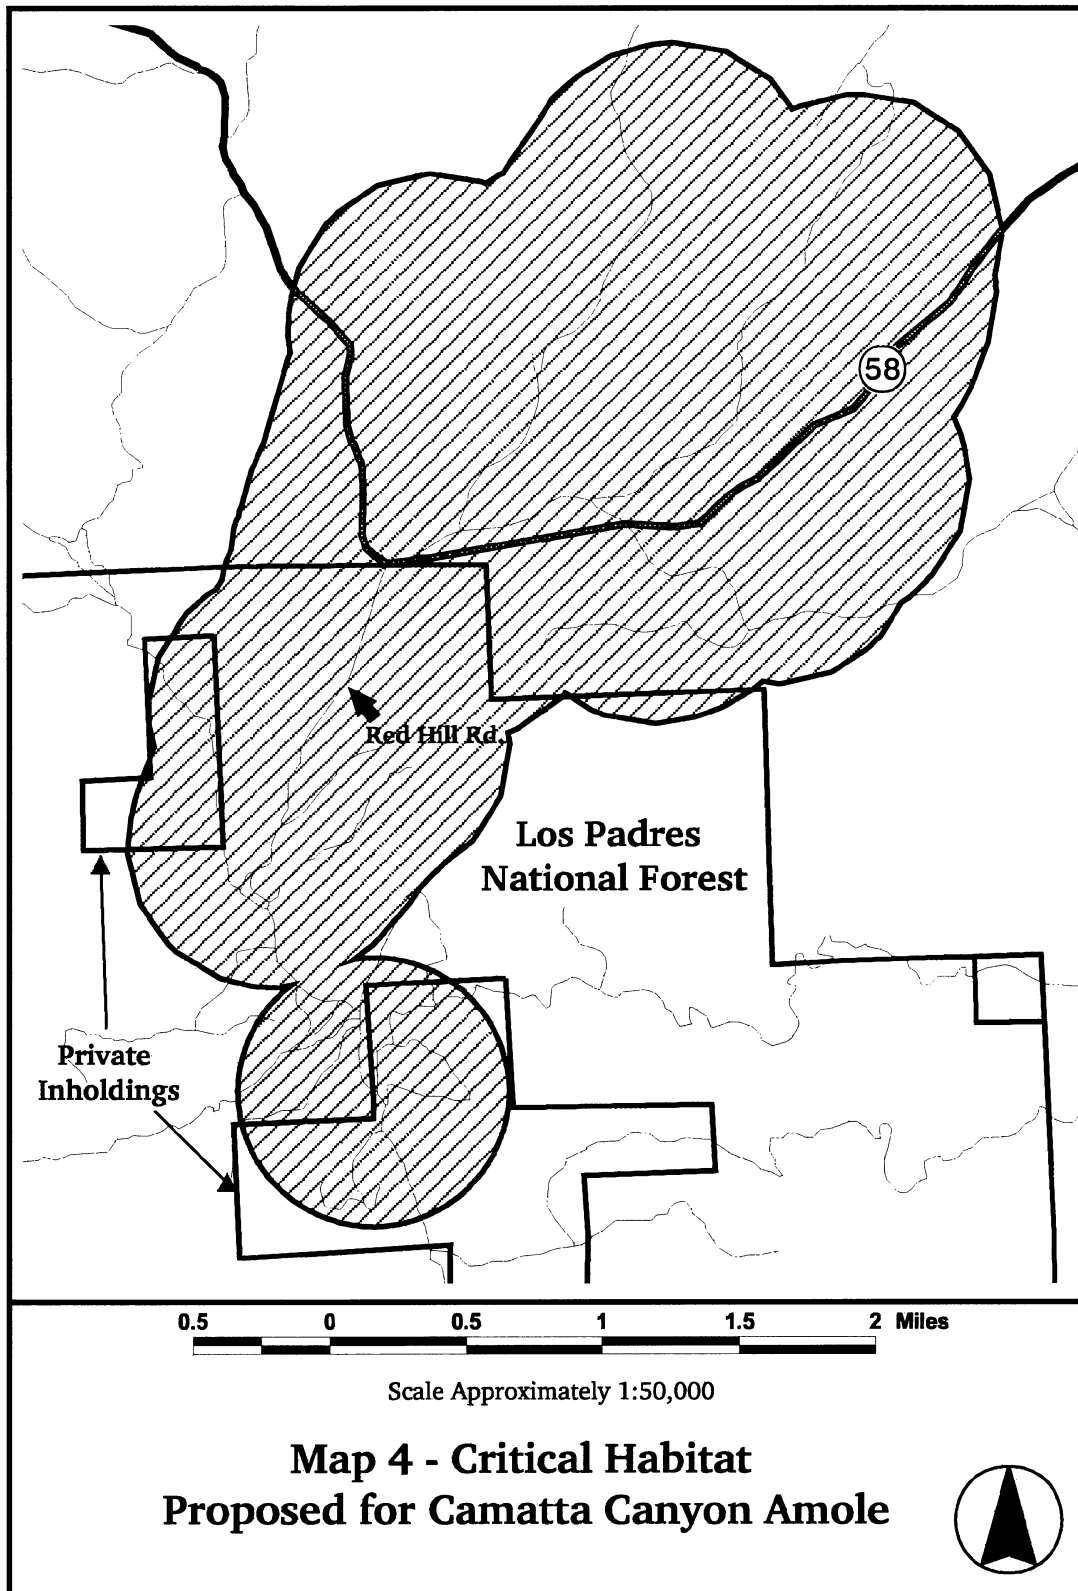 58
Red Hill Rd.
Los Padres
National Forest
Private
Inholdings
0.5 0 0.5 1 1.5 2 Miles
Scale Approximately 1:50,000
Map 4 - Critical Habitat
Proposed for Camatta Canyon Amole